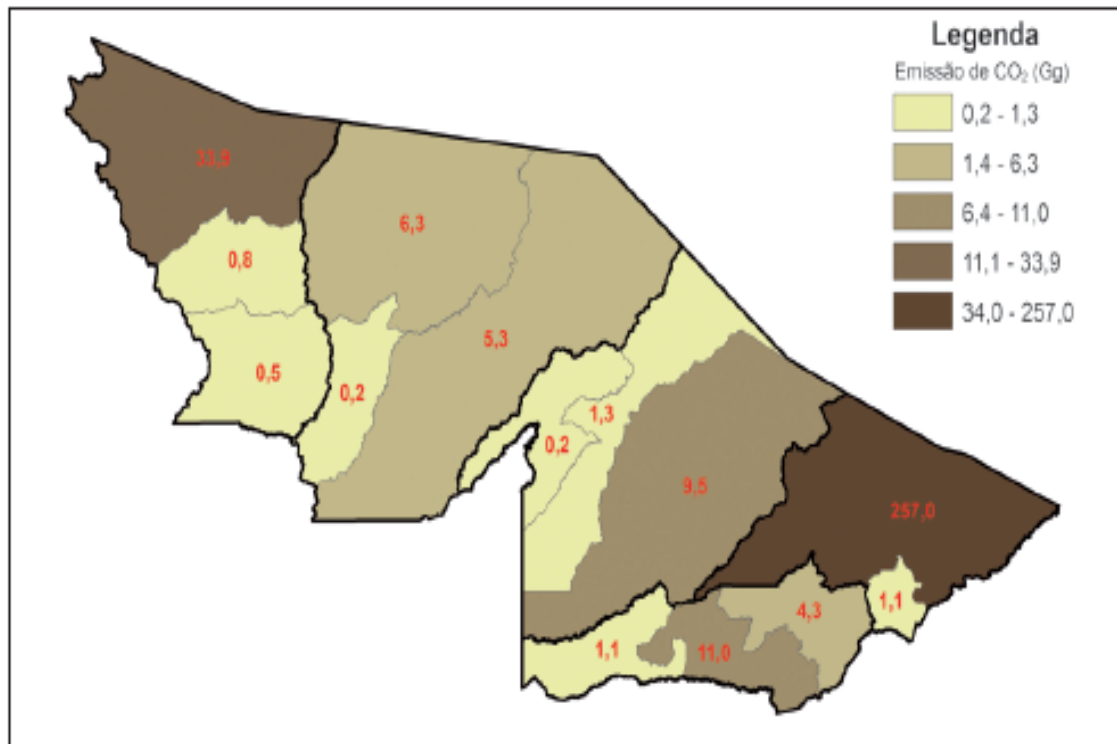 Legenda
Emissão de CO₂ (Gg)
0,2 - 1,3
1,4 - 6,3
6,4 - 11,0
11,1 - 33,9
34,0 - 257,0
33,9
6,3
0,8
5,3
0,5
0,2
1,3
0,2
9,5
257,0
1,1
4,3
1,1
11,0